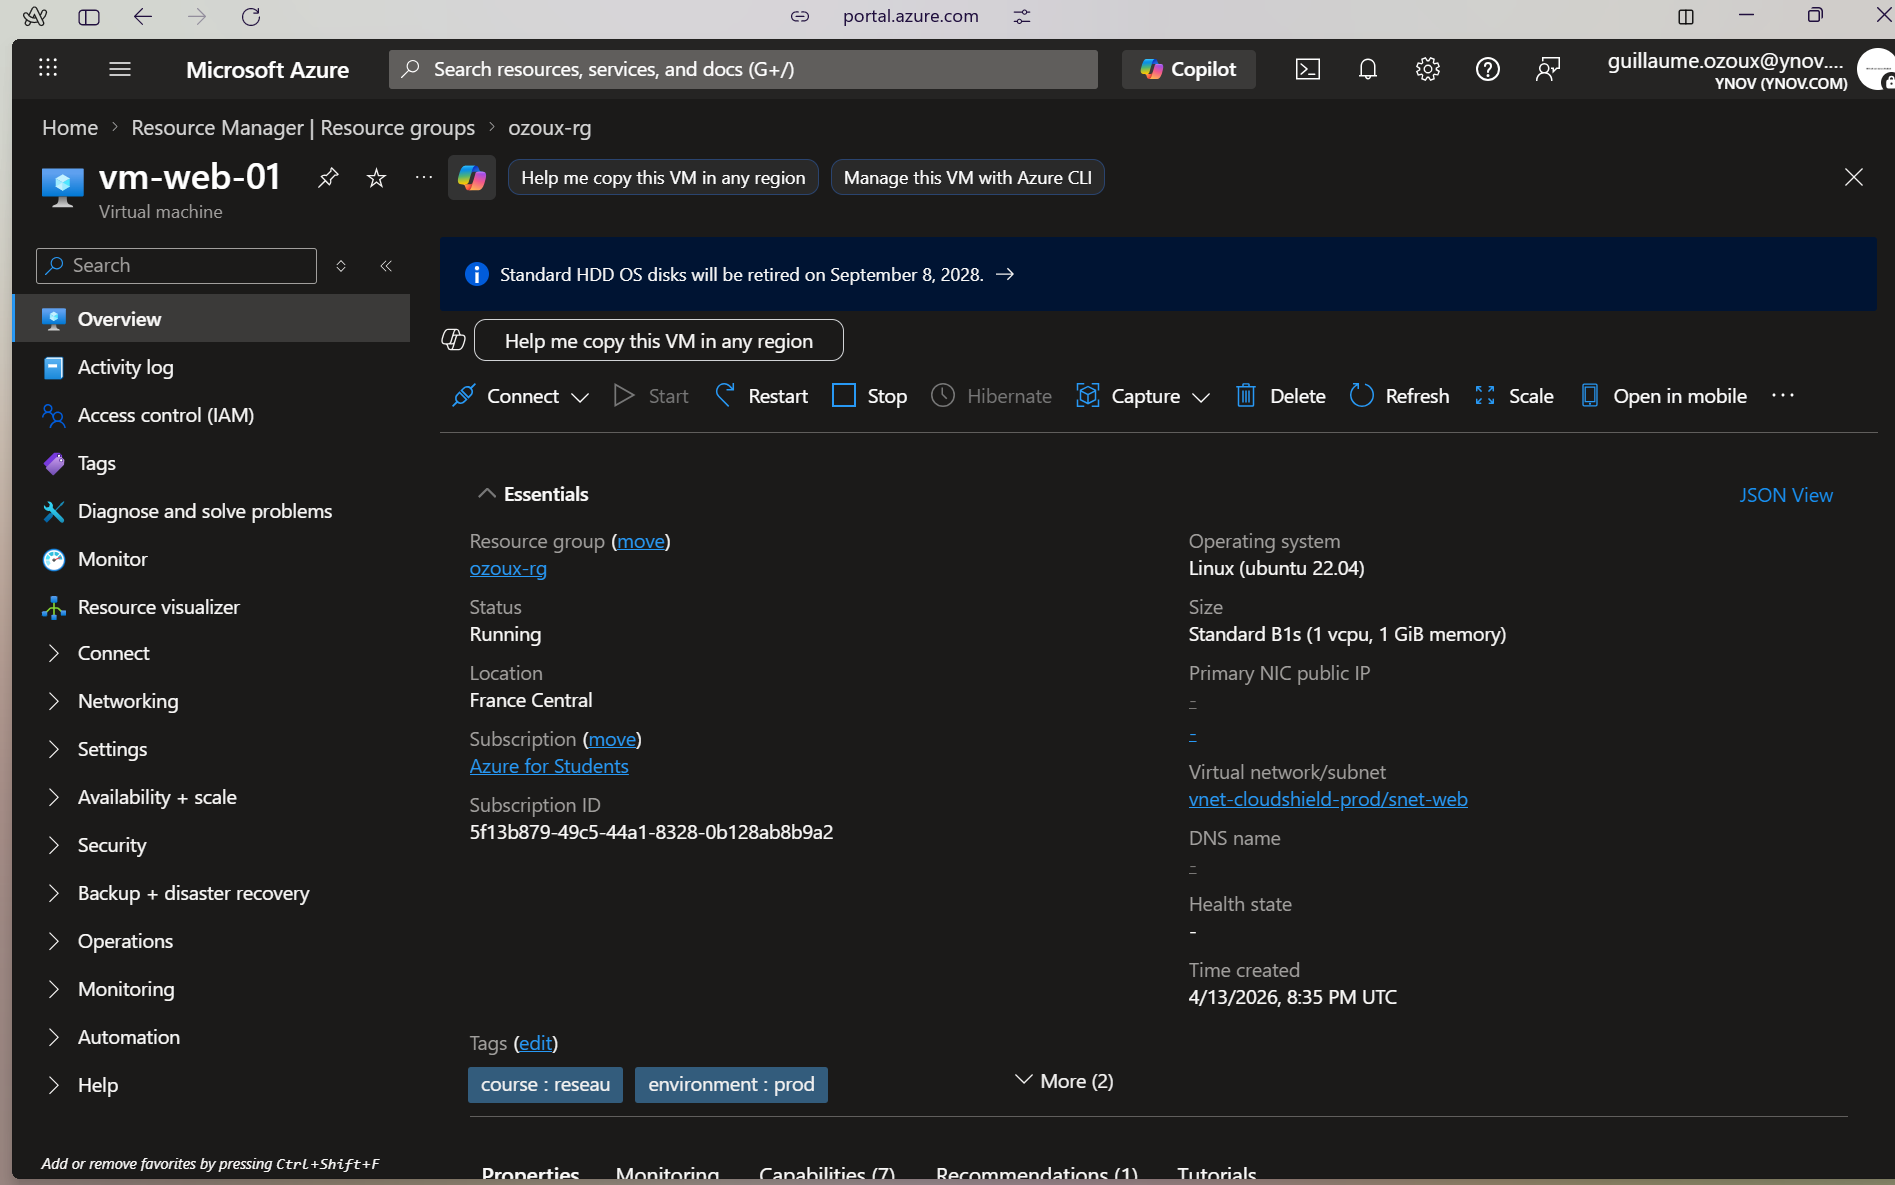 portal.azure.com
Microsoft Azure
Search resources, services, and docs (G+/)
Copilot
guillaume.ozoux@ynov....
YNOV (YNOV.COM)
Home > Resource Manager | Resource groups > ozoux-rg
vm-web-01
Virtual machine
Help me copy this VM in any region
Manage this VM with Azure CLI
Search
Overview
Activity log
Access control (IAM)
Tags
Diagnose and solve problems
Monitor
Resource visualizer
Connect
Networking
Settings
Availability + scale
Security
Backup + disaster recovery
Operations
Monitoring
Automation
Help
Add or remove favorites by pressing Ctrl+Shift+F
Standard HDD OS disks will be retired on September 8, 2028. →
Help me copy this VM in any region
Connect
Start
Restart
Stop
Hibernate
Capture
Delete
Refresh
Scale
Open in mobile
...
Essentials
JSON View
Resource group (move)
ozoux-rg
Status
Running
Location
France Central
Subscription (move)
Azure for Students
Subscription ID
5f13b879-49c5-44a1-8328-0b128ab8b9a2
Operating system
Linux (ubuntu 22.04)
Size
Standard B1s (1 vcpu, 1 GiB memory)
Primary NIC public IP
-
-
Virtual network/subnet
vnet-cloudshield-prod/snet-web
DNS name
-
Health state
-
Time created
4/13/2026, 8:35 PM UTC
Tags (edit)
course : reseau
environment : prod
More (2)
Properties
Monitoring
Capabilities (7)
Recommendations (1)
Tutorials